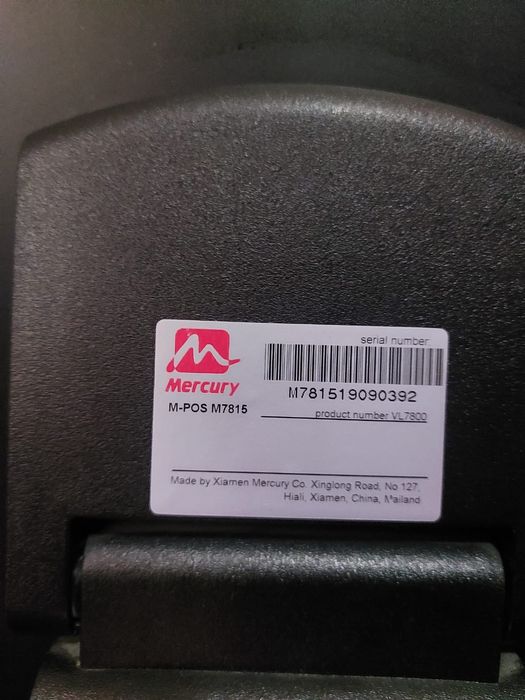 serial number
Mercury
M781519090392
M-POS M7815
product number VL7800
Made by Xiamen Mercury Co. Xinglong Road, No 127,
Hiali, Xiamen, China, Mailand